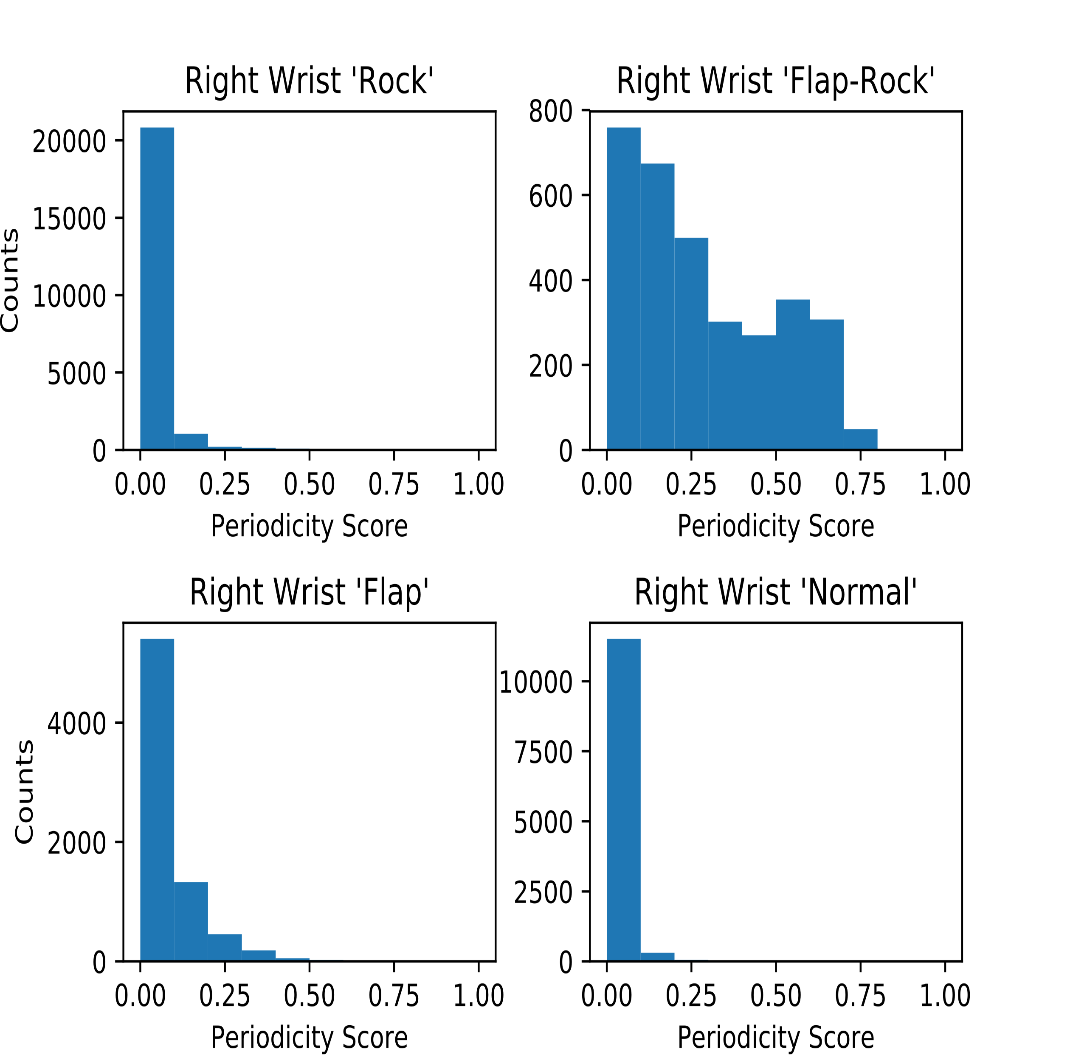 Right Wrist 'Rock'
Counts
20000
15000
10000
5000
0
0.00 0.25 0.50 0.75 1.00
Periodicity Score
Right Wrist 'Flap-Rock'
800
600
400
200
0
0.00 0.25 0.50 0.75 1.00
Periodicity Score
Right Wrist 'Flap'
Counts
4000
2000
0
0.00 0.25 0.50 0.75 1.00
Periodicity Score
Right Wrist 'Normal'
10000
7500
5000
2500
0
0.00 0.25 0.50 0.75 1.00
Periodicity Score